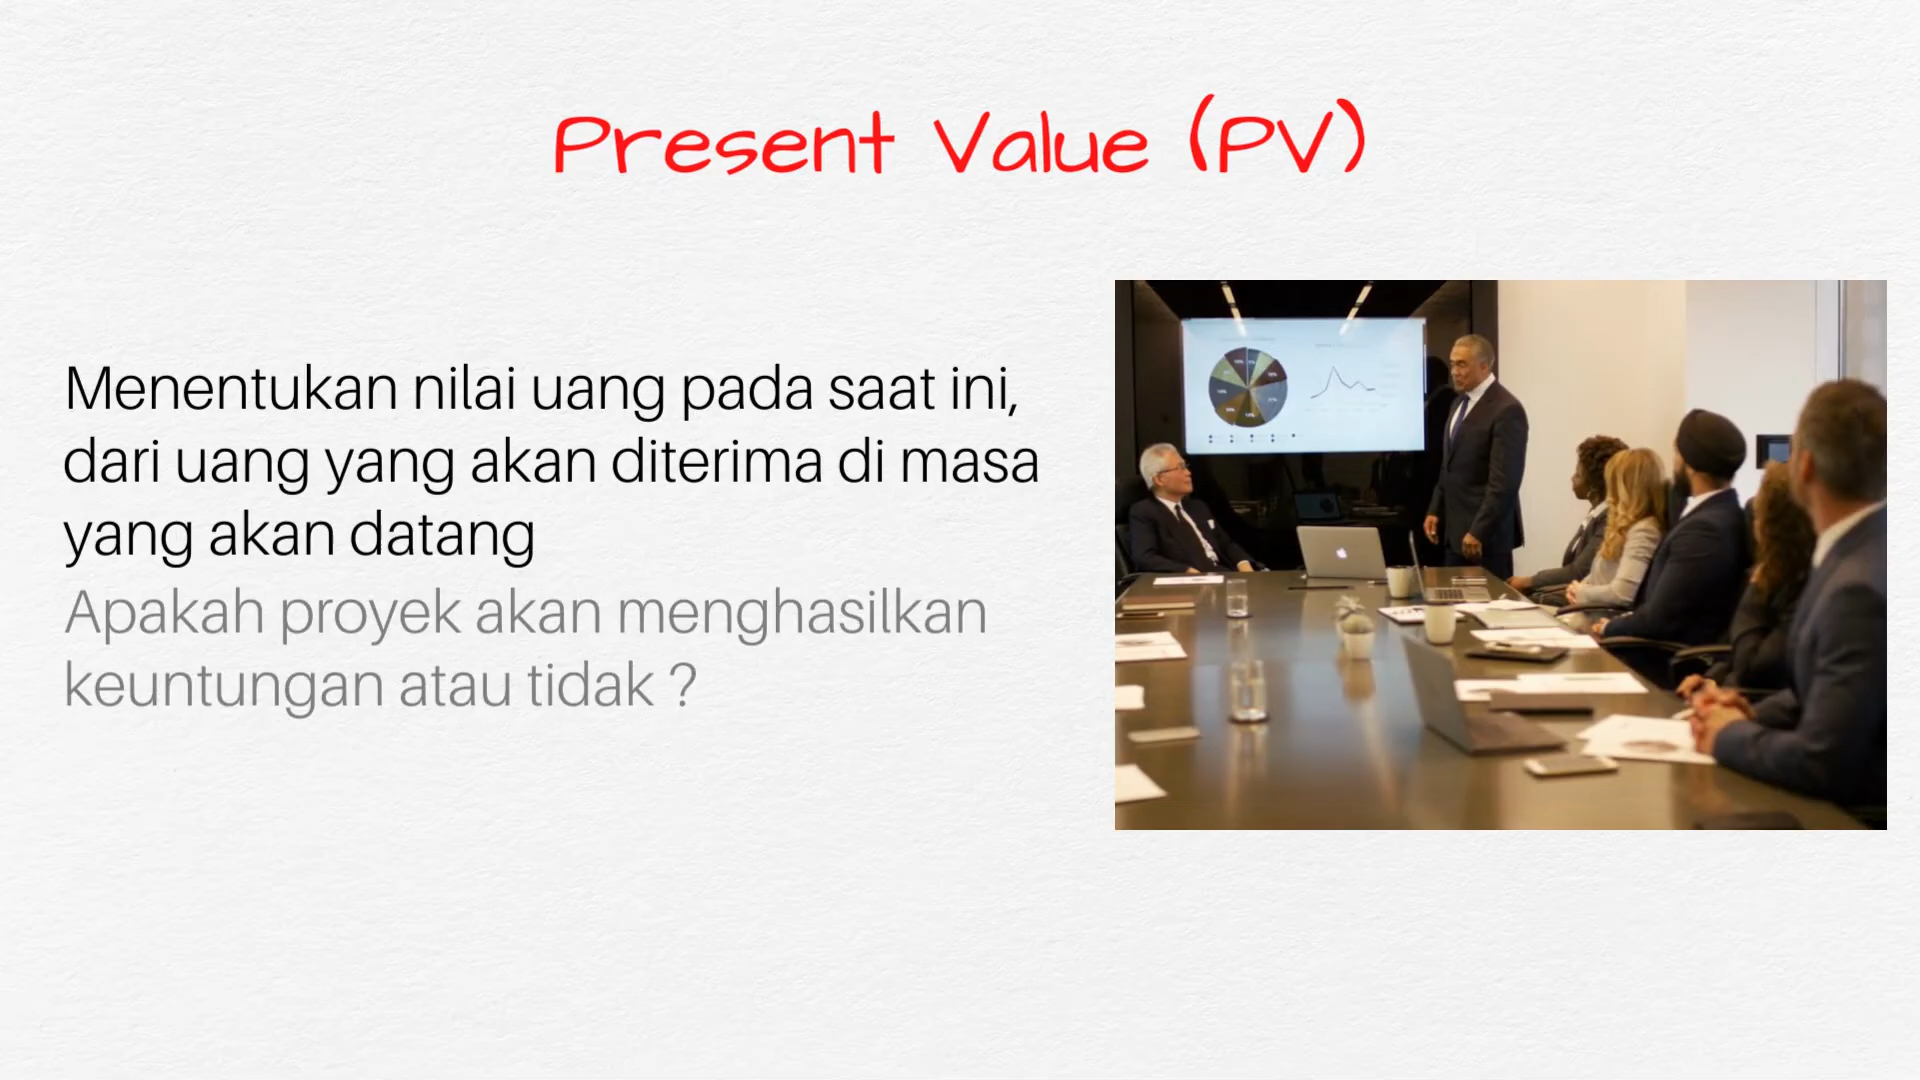 Present Value (PV)
Menentukan nilai uang pada saat ini,
dari uang yang akan diterima di masa
yang akan datang
Apakah proyek akan menghasilkan
keuntungan atau tidak ?